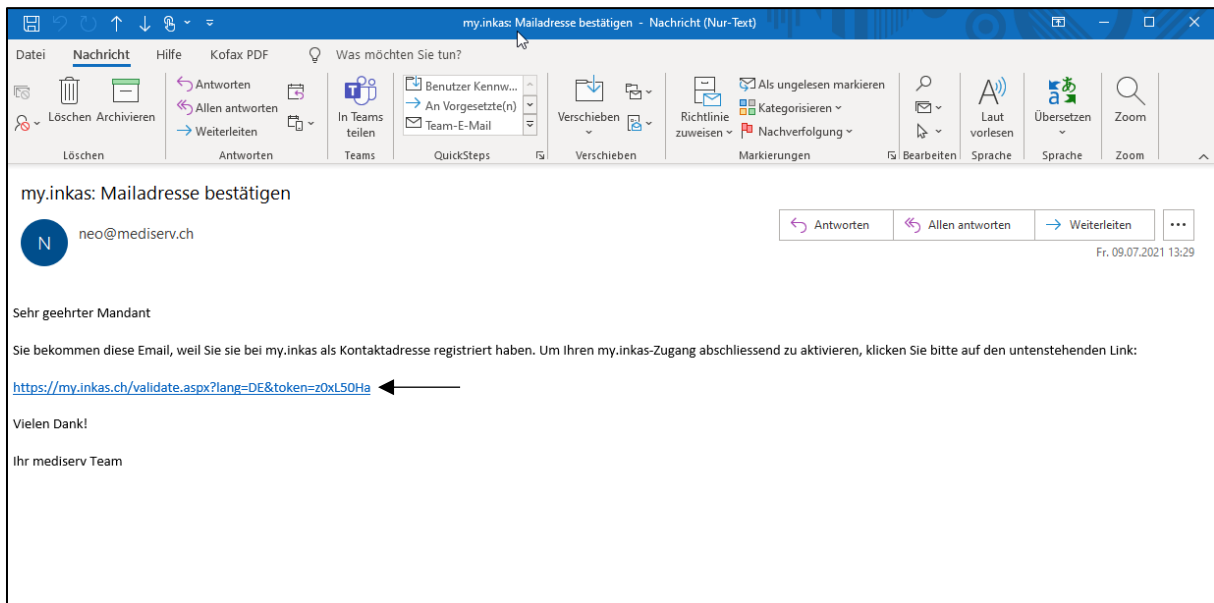 my.inkas: Mailadresse bestätigen - Nachricht (Nur-Text)
Datei Nachricht Hilfe Kofax PDF Was möchten Sie tun?
Löschen Archivieren
Antworten
Allen antworten
Weiterleiten
In Teams teilen
Benutzer Kennw...
An Vorgesetzte(n)
Team-E-Mail
Verschieben
Richtlinie zuweisen
Als ungelesen markieren
Kategorisieren
Nachverfolgung
Laut vorlesen
Übersetzen
Zoom
Löschen Antworten Teams QuickSteps Verschieben Markierungen Bearbeiten Sprache Sprache Zoom
my.inkas: Mailadresse bestätigen
N
neo@mediserv.ch
Antworten Allen antworten Weiterleiten
Fr. 09.07.2021 13:29
Sehr geehrter Mandant
Sie bekommen diese Email, weil Sie sie bei my.inkas als Kontaktadresse registriert haben. Um Ihren my.inkas-Zugang abschliessend zu aktivieren, klicken Sie bitte auf den untenstehenden Link:
https://my.inkas.ch/validate.aspx?lang=DE&token=z0xL50Ha
Vielen Dank!
Ihr mediserv Team